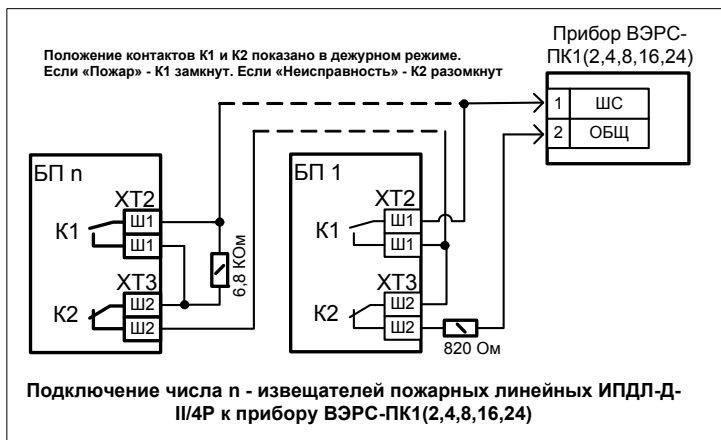 Положение контактов К1 и К2 показано в дежурном режиме.
Если «Пожар» - К1 замкнут. Если «Неисправность» - К2 разомкнут
Прибор ВЭРС-
ПК1(2,4,8,16,24)
1 ШС
2 ОБЩ
БП n
ХТ2
К1
Ш1
Ш1
ХТ3
К2
Ш2
Ш2
6,8 КОм
БП 1
ХТ2
К1
Ш1
Ш1
ХТ3
К2
Ш2
Ш2
820 Ом
Подключение числа n - извещателей пожарных линейных ИПДЛ-Д-
II/4Р к прибору ВЭРС-ПК1(2,4,8,16,24)